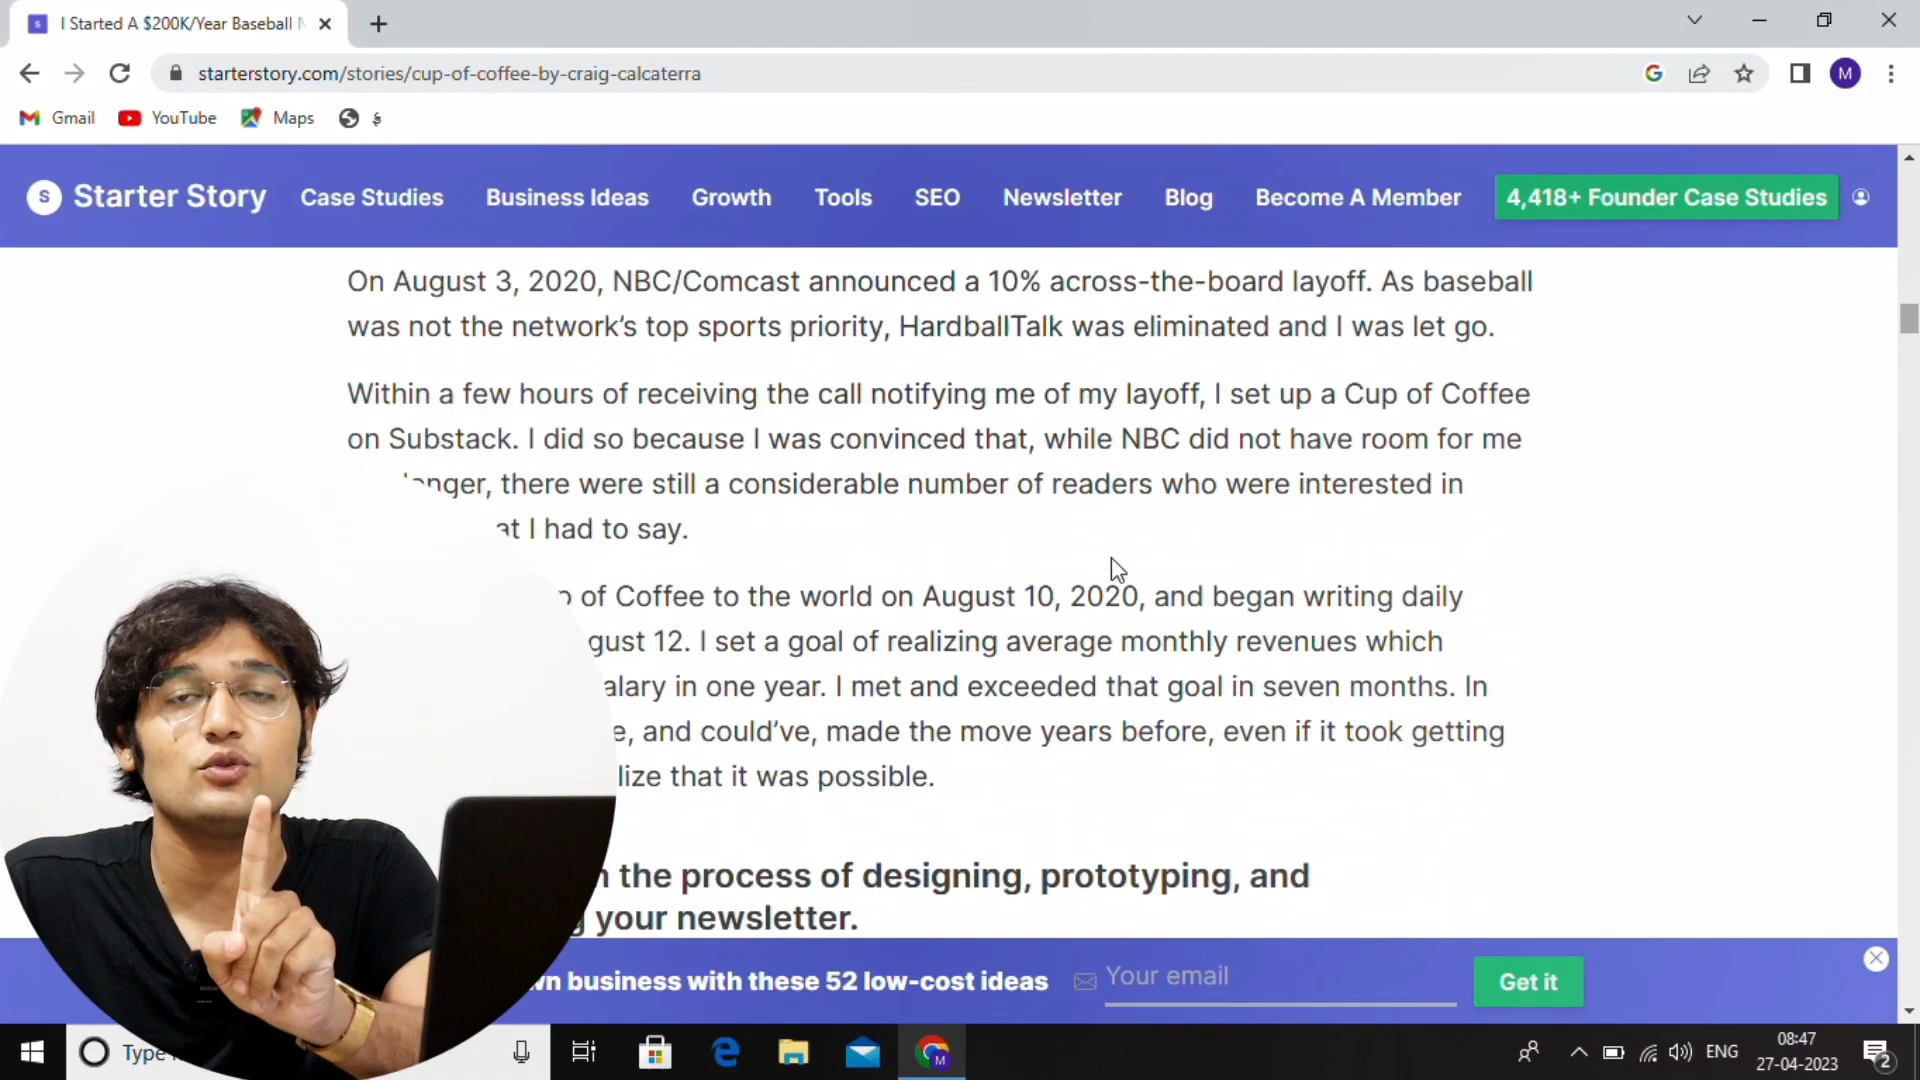 I Started A $200K/Year Baseball N
starterstory.com/stories/cup-of-coffee-by-craig-calcaterra
M
Gmail YouTube Maps
S Starter Story Case Studies Business Ideas Growth Tools SEO Newsletter Blog Become A Member 4,418+ Founder Case Studies
On August 3, 2020, NBC/Comcast announced a 10% across-the-board layoff. As baseball
was not the network's top sports priority, HardballTalk was eliminated and I was let go.
Within a few hours of receiving the call notifying me of my layoff, I set up a Cup of Coffee
on Substack. I did so because I was convinced that, while NBC did not have room for me
there were still a considerable number of readers who were interested in
at I had to say.
of Coffee to the world on August 10, 2020, and began writing daily
gust 12. I set a goal of realizing average monthly revenues which
alary in one year. I met and exceeded that goal in seven months. In
e, and could've, made the move years before, even if it took getting
lize that it was possible.
the process of designing, prototyping, and
your newsletter.
wn business with these 52 low-cost ideas Your email Get it
Type
M
ENG
08:47
27-04-2023
2